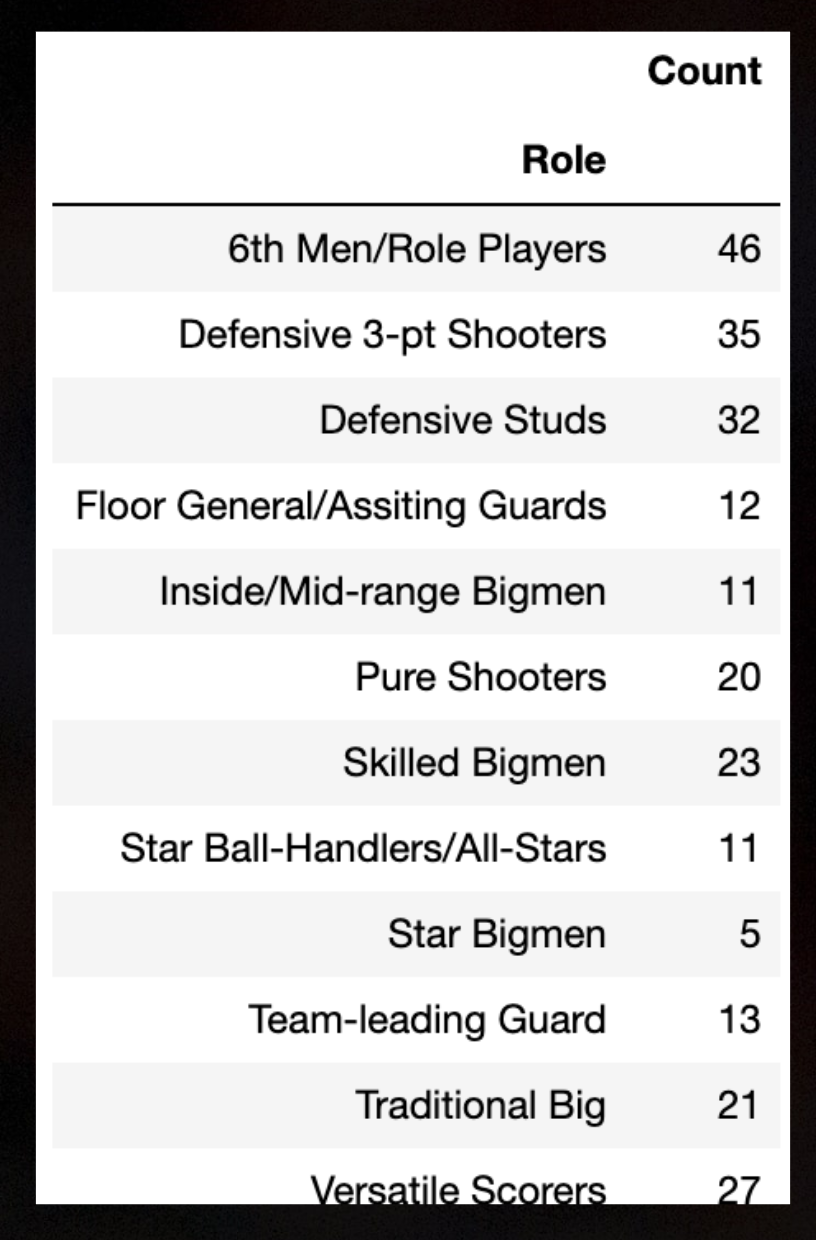 Count
Role
6th Men/Role Players 46
Defensive 3-pt Shooters 35
Defensive Studs 32
Floor General/Assiting Guards 12
Inside/Mid-range Bigmen 11
Pure Shooters 20
Skilled Bigmen 23
Star Ball-Handlers/All-Stars 11
Star Bigmen 5
Team-leading Guard 13
Traditional Big 21
Versatile Scorers 27